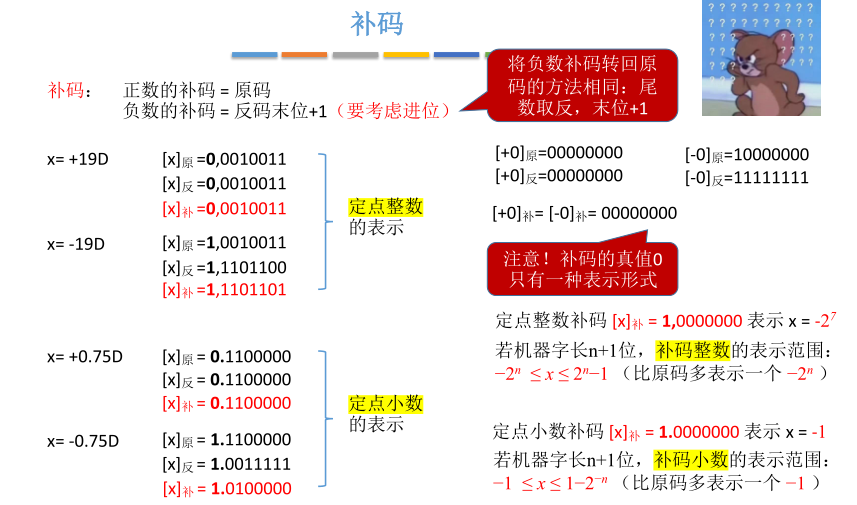 补码
补码： 正数的补码 = 原码
负数的补码 = 反码末位+1（要考虑进位）
将负数补码转回原
码的方法相同：尾
数取反，末位+1
x= +19D [x]原 =0,0010011
[x]反 =0,0010011
[x]补 =0,0010011
x= -19D [x]原 =1,0010011
[x]反 =1,1101100
[x]补 =1,1101101
定点整数
的表示
x= +0.75D [x]原 = 0.1100000
[x]反 = 0.1100000
[x]补 = 0.1100000
x= -0.75D [x]原 = 1.1100000
[x]反 = 1.0011111
[x]补 = 1.0100000
定点小数
的表示
[+0]原=00000000 [-0]原=10000000
[+0]反=00000000 [-0]反=11111111
[+0]补= [-0]补= 00000000
注意！补码的真值0
只有一种表示形式
定点整数补码 [x]补 = 1,0000000 表示 x = -2⁷
若机器字长n+1位，补码整数的表示范围：
−2ⁿ ≤ x ≤ 2ⁿ−1 （比原码多表示一个 −2ⁿ ）
定点小数补码 [x]补 = 1.0000000 表示 x = -1
若机器字长n+1位，补码小数的表示范围：
−1 ≤ x ≤ 1−2⁻ⁿ （比原码多表示一个 −1 ）